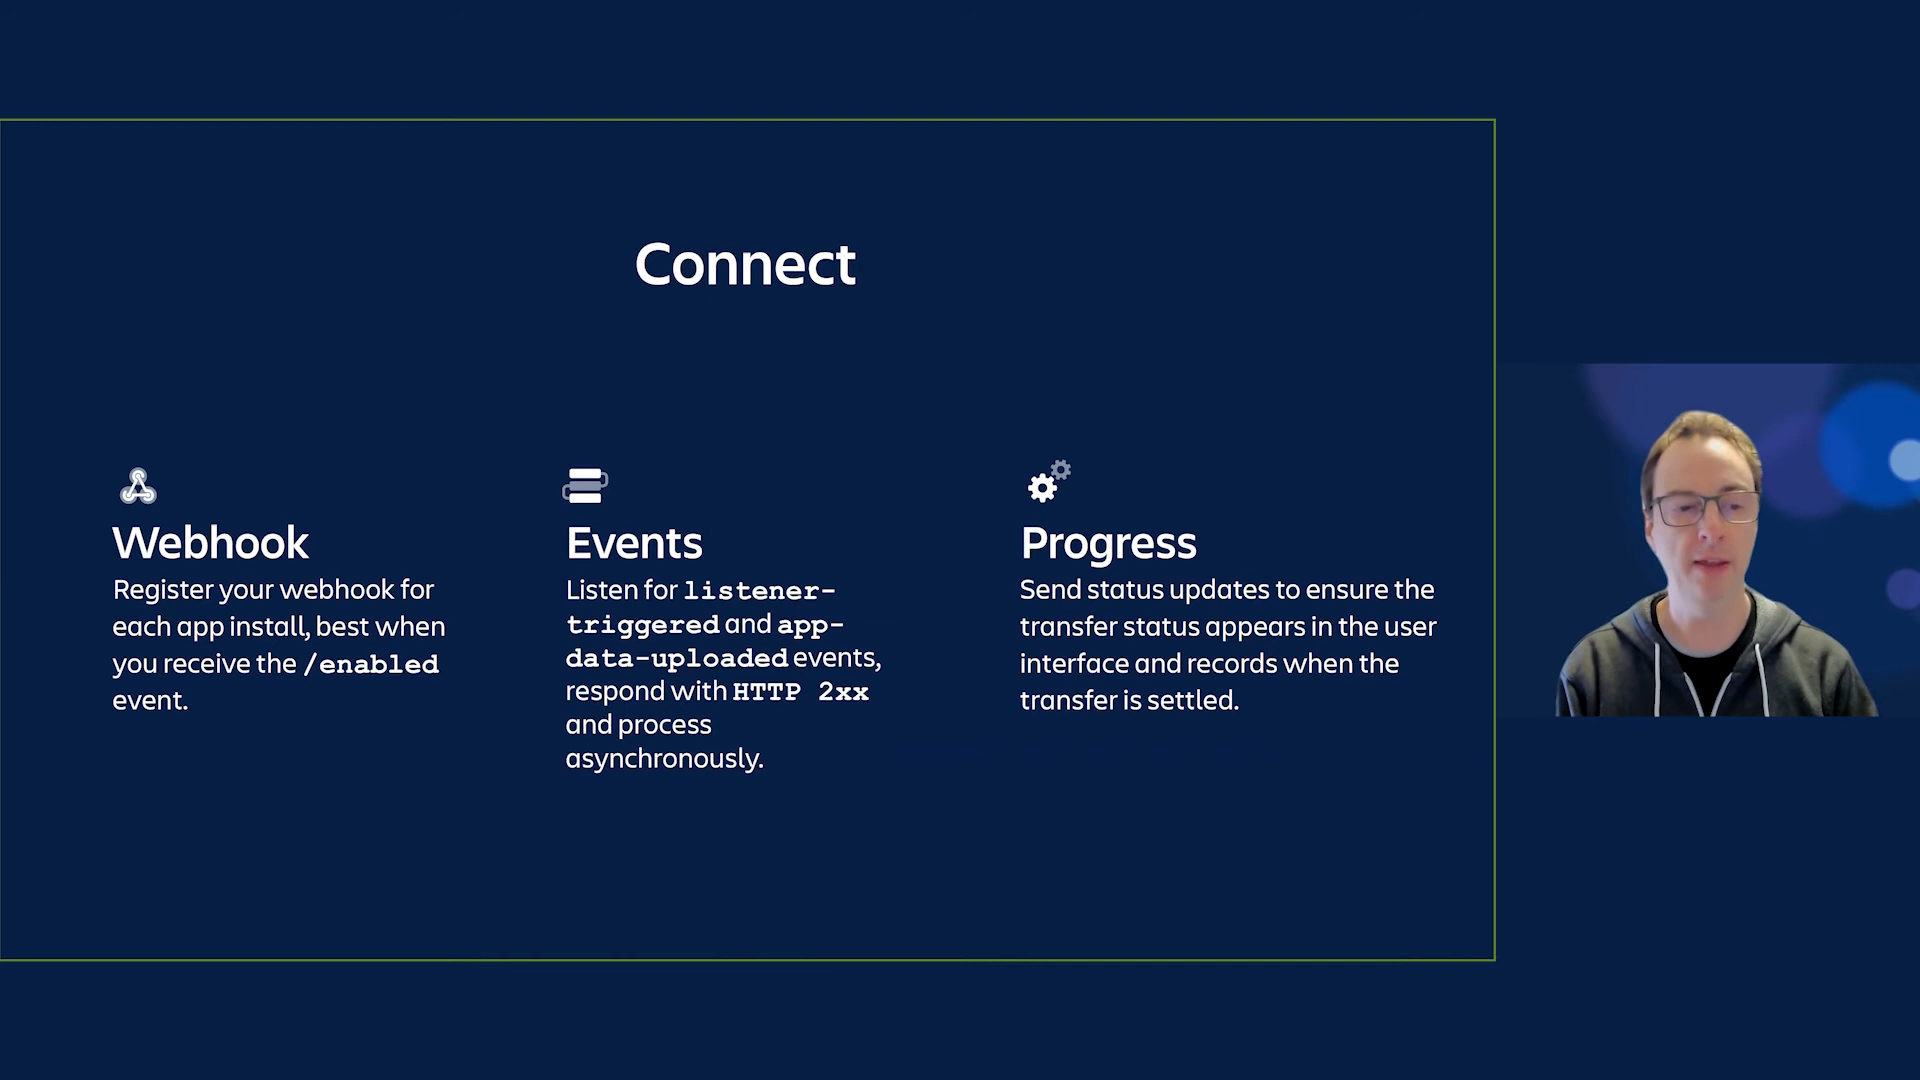 Connect
Webhook
Register your webhook for
each app install, best when
you receive the /enabled
event.
Events
Listen for listener-
triggered and app-
data-uploaded events,
respond with HTTP 2xx
and process
asynchronously.
Progress
Send status updates to ensure the
transfer status appears in the user
interface and records when the
transfer is settled.